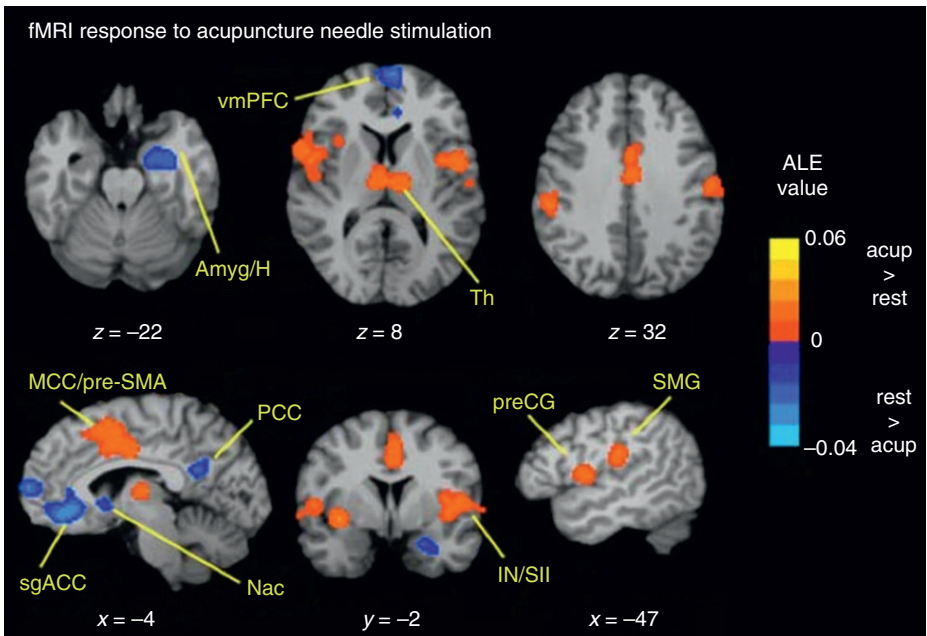 fMRI response to acupuncture needle stimulation
vmPFC
Amyg/H
Th
z = –22
z = 8
z = 32
ALE
value
0.06
acup
>
rest
0
rest
>
acup
–0.04
MCC/pre-SMA
PCC
sgACC
Nac
IN/SII
preCG
SMG
x = –4
y = –2
x = –47